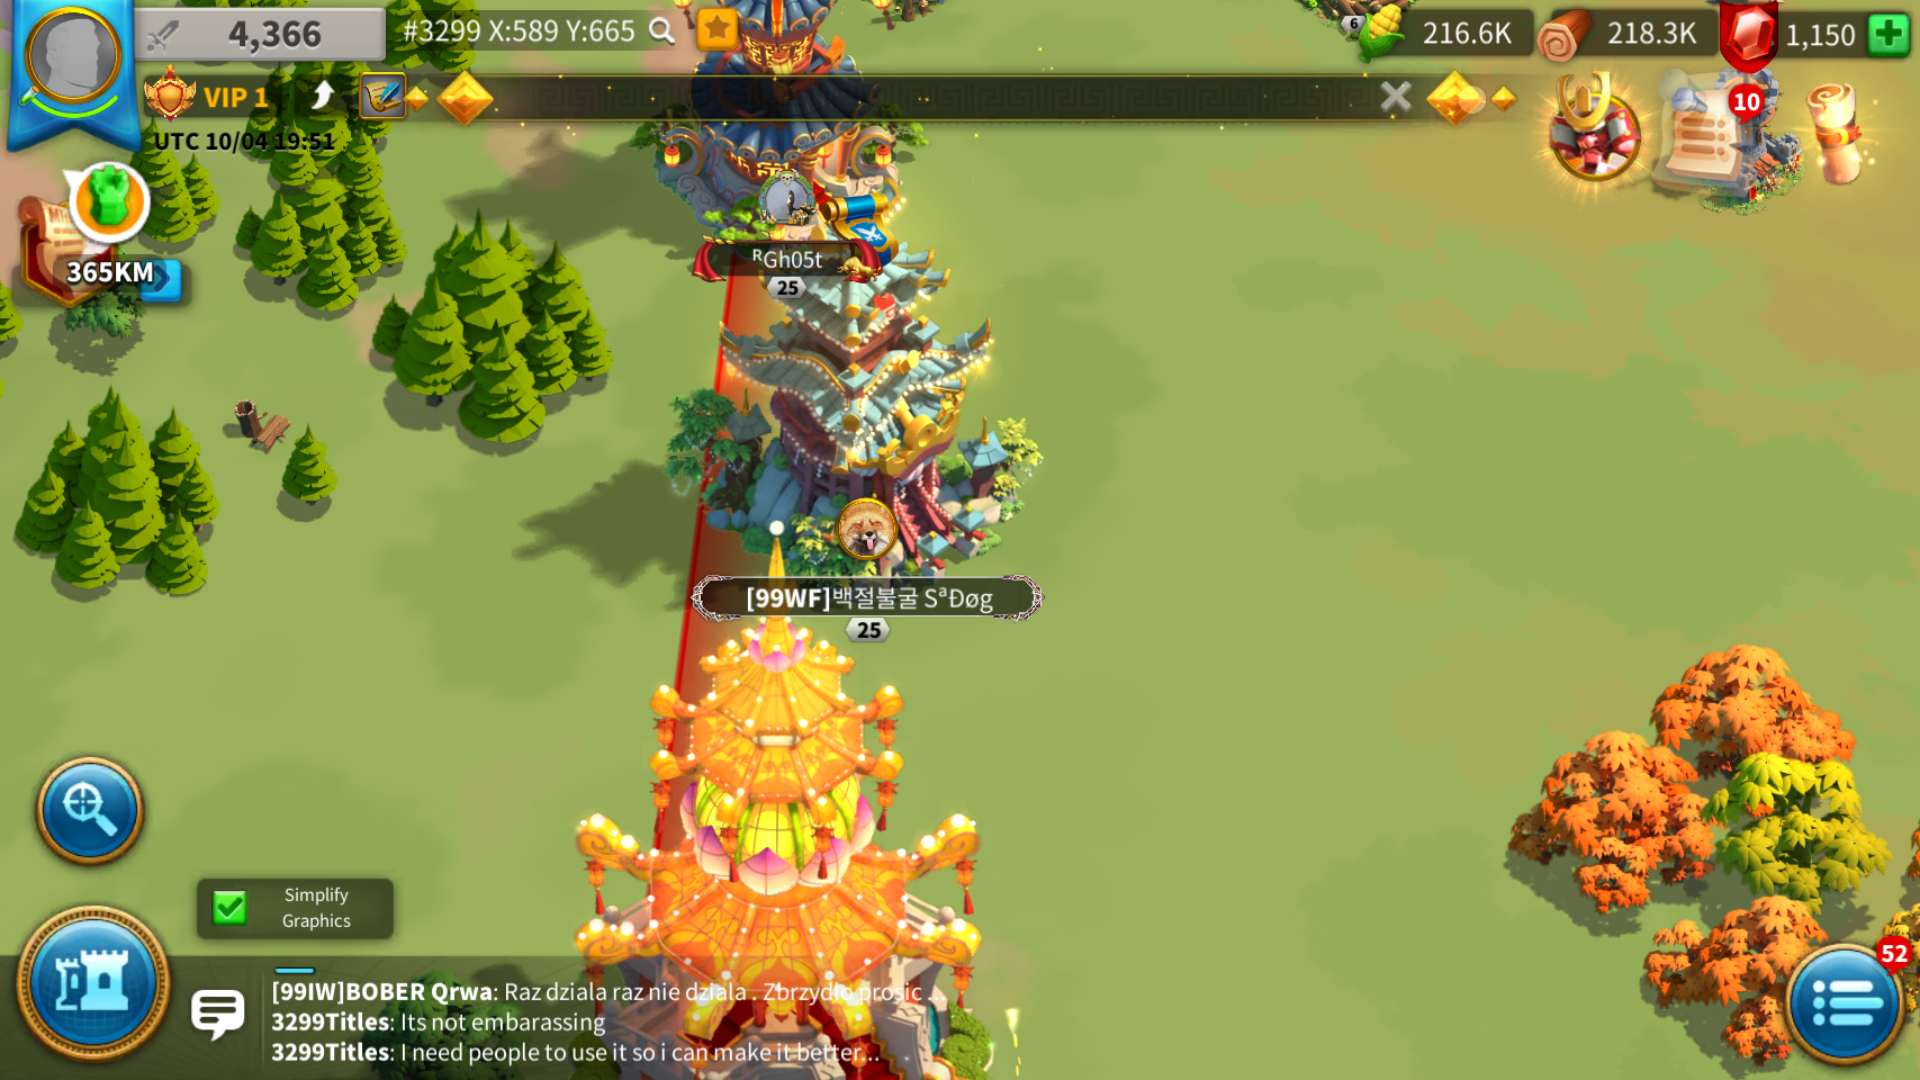 4,366
#3299 X:589 Y:665
6
216.6K
218.3K
1,150
VIP 1
10
UTC 10/04 19:51
365KM
ᴿGh05t
25
[99WF]백절불굴 SªÐøg
25
Simplify
Graphics
52
[99IW]BOBER Qrwa: Raz dziala raz nie dziala . Zbrzydlo prosic ...
3299Titles: Its not embarassing
3299Titles: I need people to use it so i can make it better...